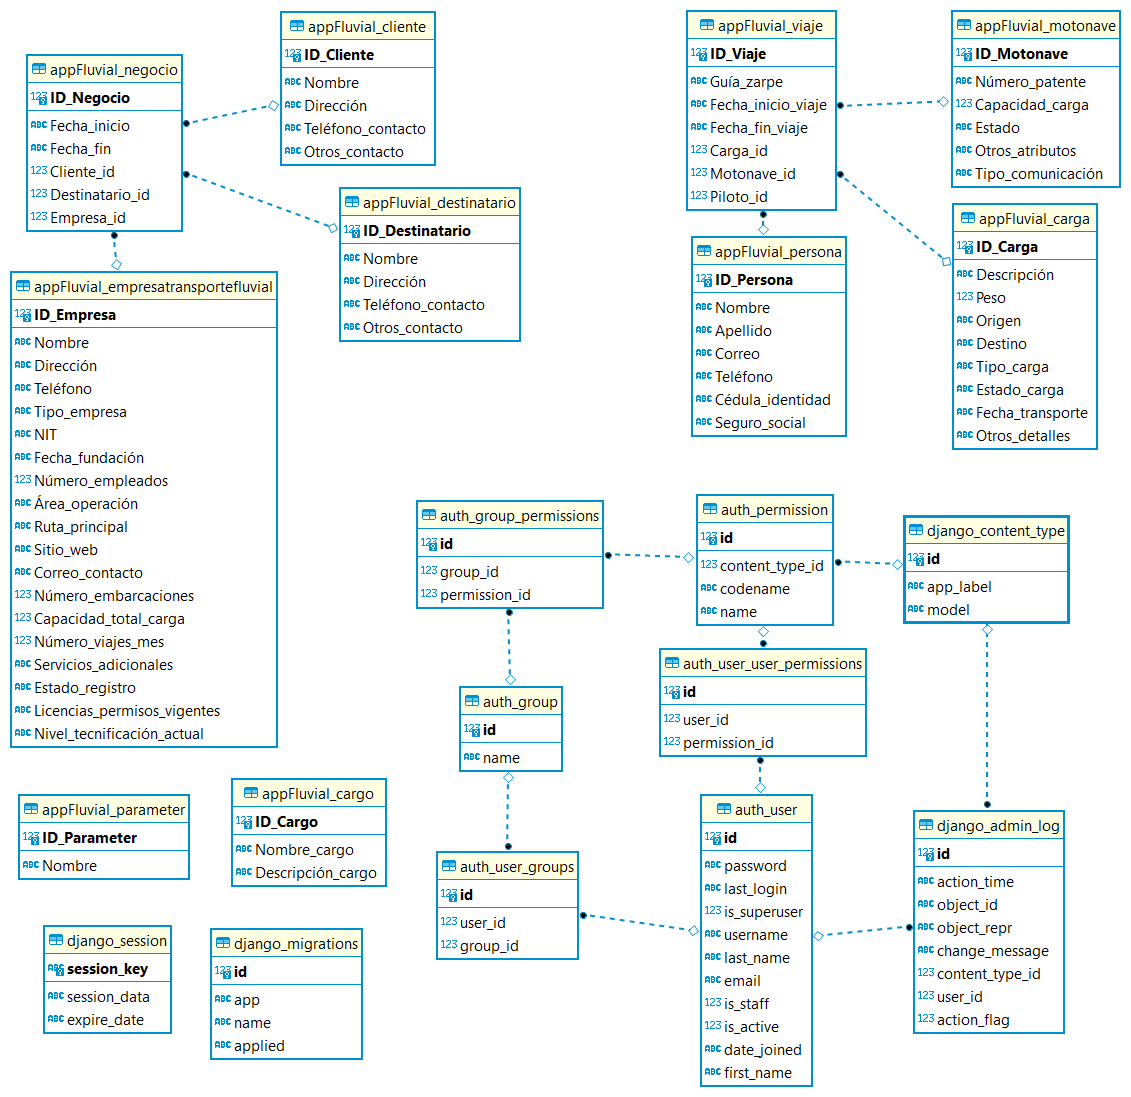 appFluvial_negocio
ID_Negocio
Fecha_inicio
Fecha_fin
Cliente_id
Destinatario_id
Empresa_id
appFluvial_cliente
ID_Cliente
Nombre
Dirección
Teléfono_contacto
Otros_contacto
appFluvial_destinatario
ID_Destinatario
Nombre
Dirección
Teléfono_contacto
Otros_contacto
appFluvial_viaje
ID_Viaje
Guía_zarpe
Fecha_inicio_viaje
Fecha_fin_viaje
Carga_id
Motonave_id
Piloto_id
appFluvial_motonave
ID_Motonave
Número_patente
Capacidad_carga
Estado
Otros_atributos
Tipo_comunicación
appFluvial_persona
ID_Persona
Nombre
Apellido
Correo
Teléfono
Cédula_identidad
Seguro_social
appFluvial_carga
ID_Carga
Descripción
Peso
Origen
Destino
Tipo_carga
Estado_carga
Fecha_transporte
Otros_detalles
appFluvial_empresatransportefluvial
ID_Empresa
Nombre
Dirección
Teléfono
Tipo_empresa
NIT
Fecha_fundación
Número_empleados
Área_operación
Ruta_principal
Sitio_web
Correo_contacto
Número_embarcaciones
Capacidad_total_carga
Número_viajes_mes
Servicios_adicionales
Estado_registro
Licencias_permisos_vigentes
Nivel_tecnificación_actual
auth_group_permissions
id
group_id
permission_id
auth_permission
id
content_type_id
codename
name
django_content_type
id
app_label
model
auth_user_user_permissions
id
user_id
permission_id
auth_group
id
name
appFluvial_parameter
ID_Parameter
Nombre
appFluvial_cargo
ID_Cargo
Nombre_cargo
Descripción_cargo
auth_user_groups
id
user_id
group_id
auth_user
id
password
last_login
is_superuser
username
last_name
email
is_staff
is_active
date_joined
first_name
django_admin_log
id
action_time
object_id
object_repr
change_message
content_type_id
user_id
action_flag
django_session
session_key
session_data
expire_date
django_migrations
id
app
name
applied